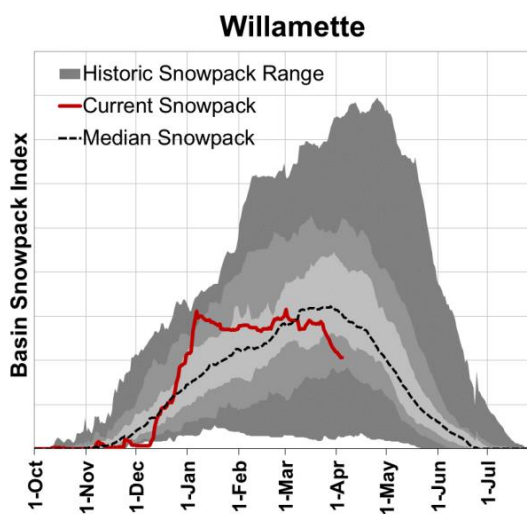 Willamette
Historic Snowpack Range
Current Snowpack
Median Snowpack
Basin Snowpack Index
1-Oct
1-Nov
1-Dec
1-Jan
1-Feb
1-Mar
1-Apr
1-May
1-Jun
1-Jul